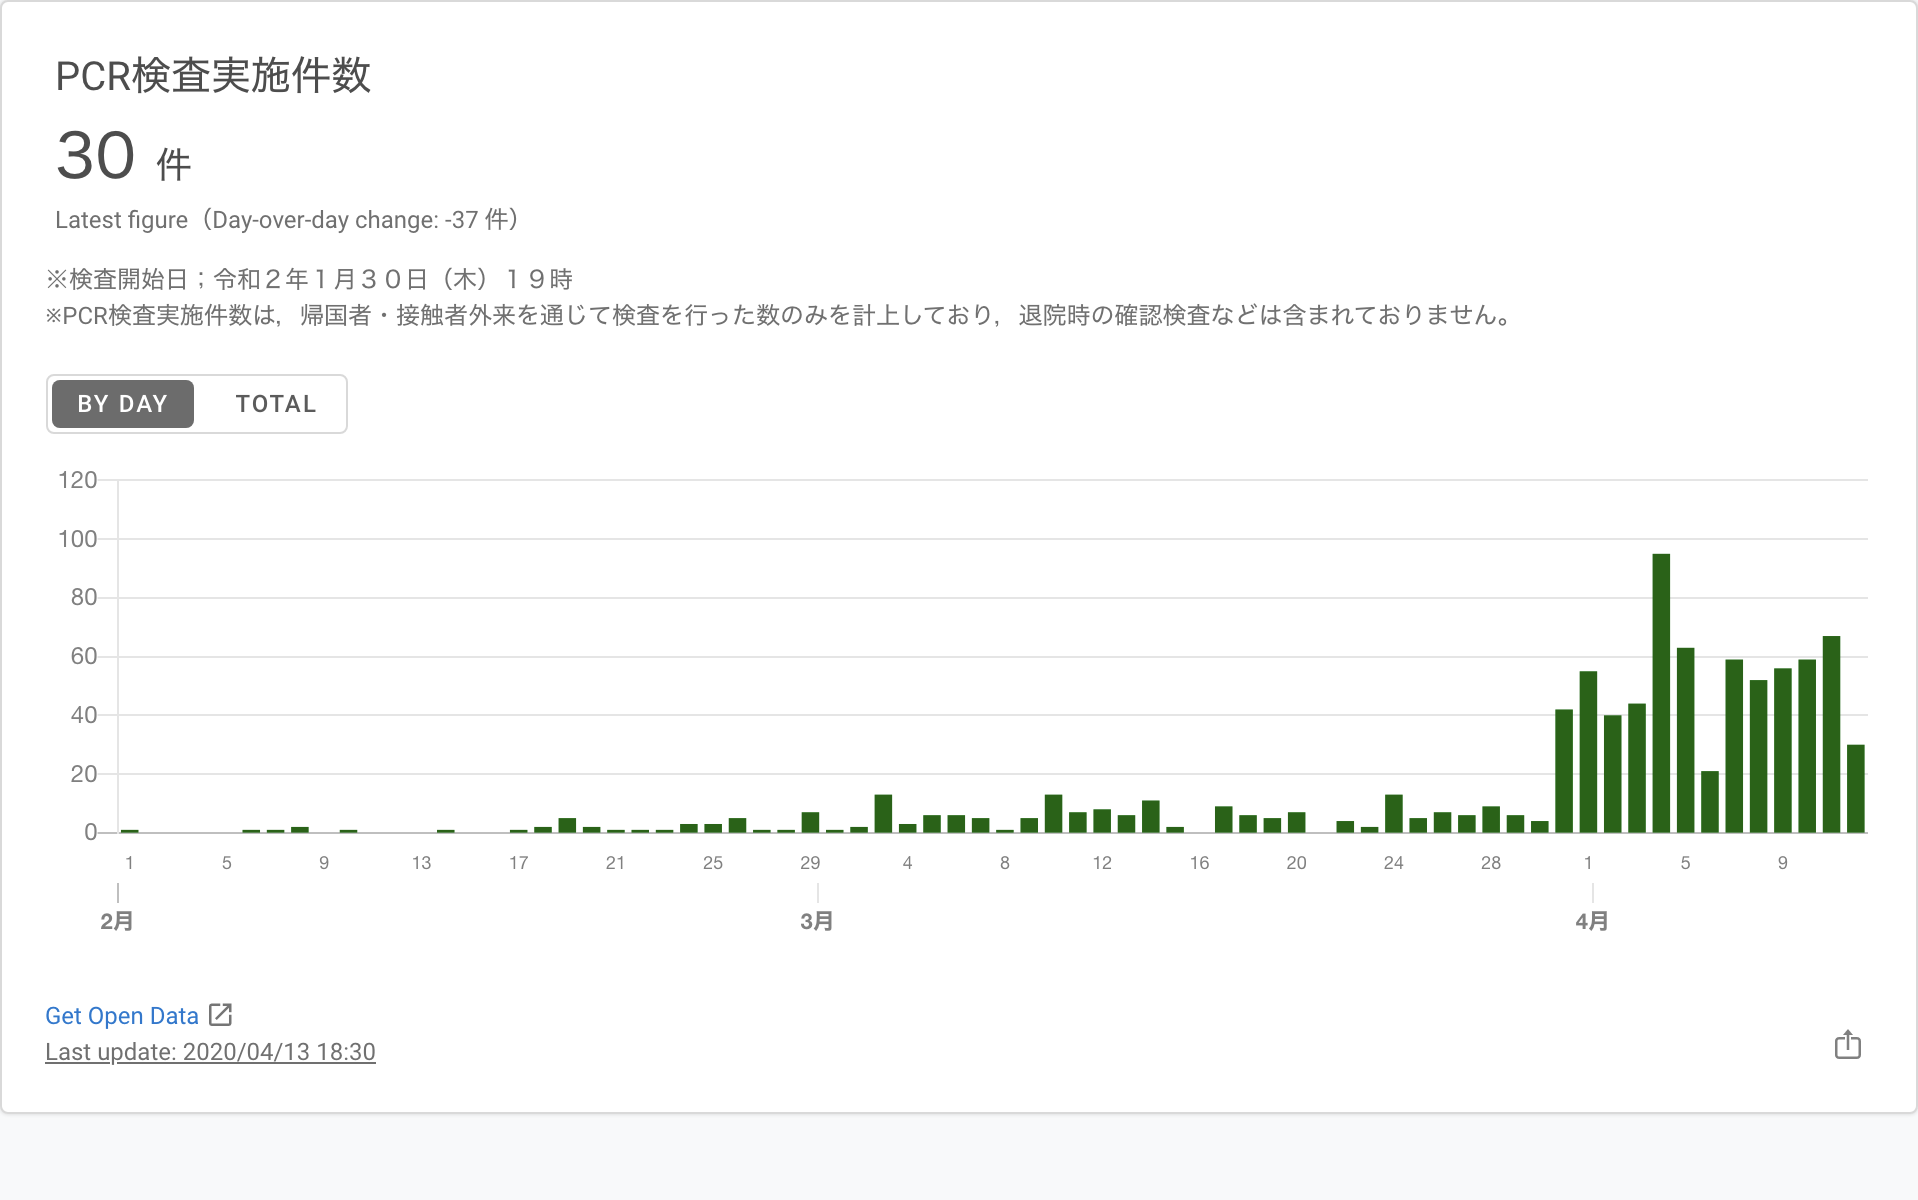 PCR検査実施件数
30 件
Latest figure（Day-over-day change: -37 件）
※検査開始日；令和２年１月３０日（木）１９時
※PCR検査実施件数は，帰国者・接触者外来を通じて検査を行った数のみを計上しており，退院時の確認検査などは含まれておりません。
BY DAY TOTAL
120
100
80
60
40
20
0
1 5 9 13 17 21 25 29 4 8 12 16 20 24 28 1 5 9
2月 3月 4月
Get Open Data
Last update: 2020/04/13 18:30